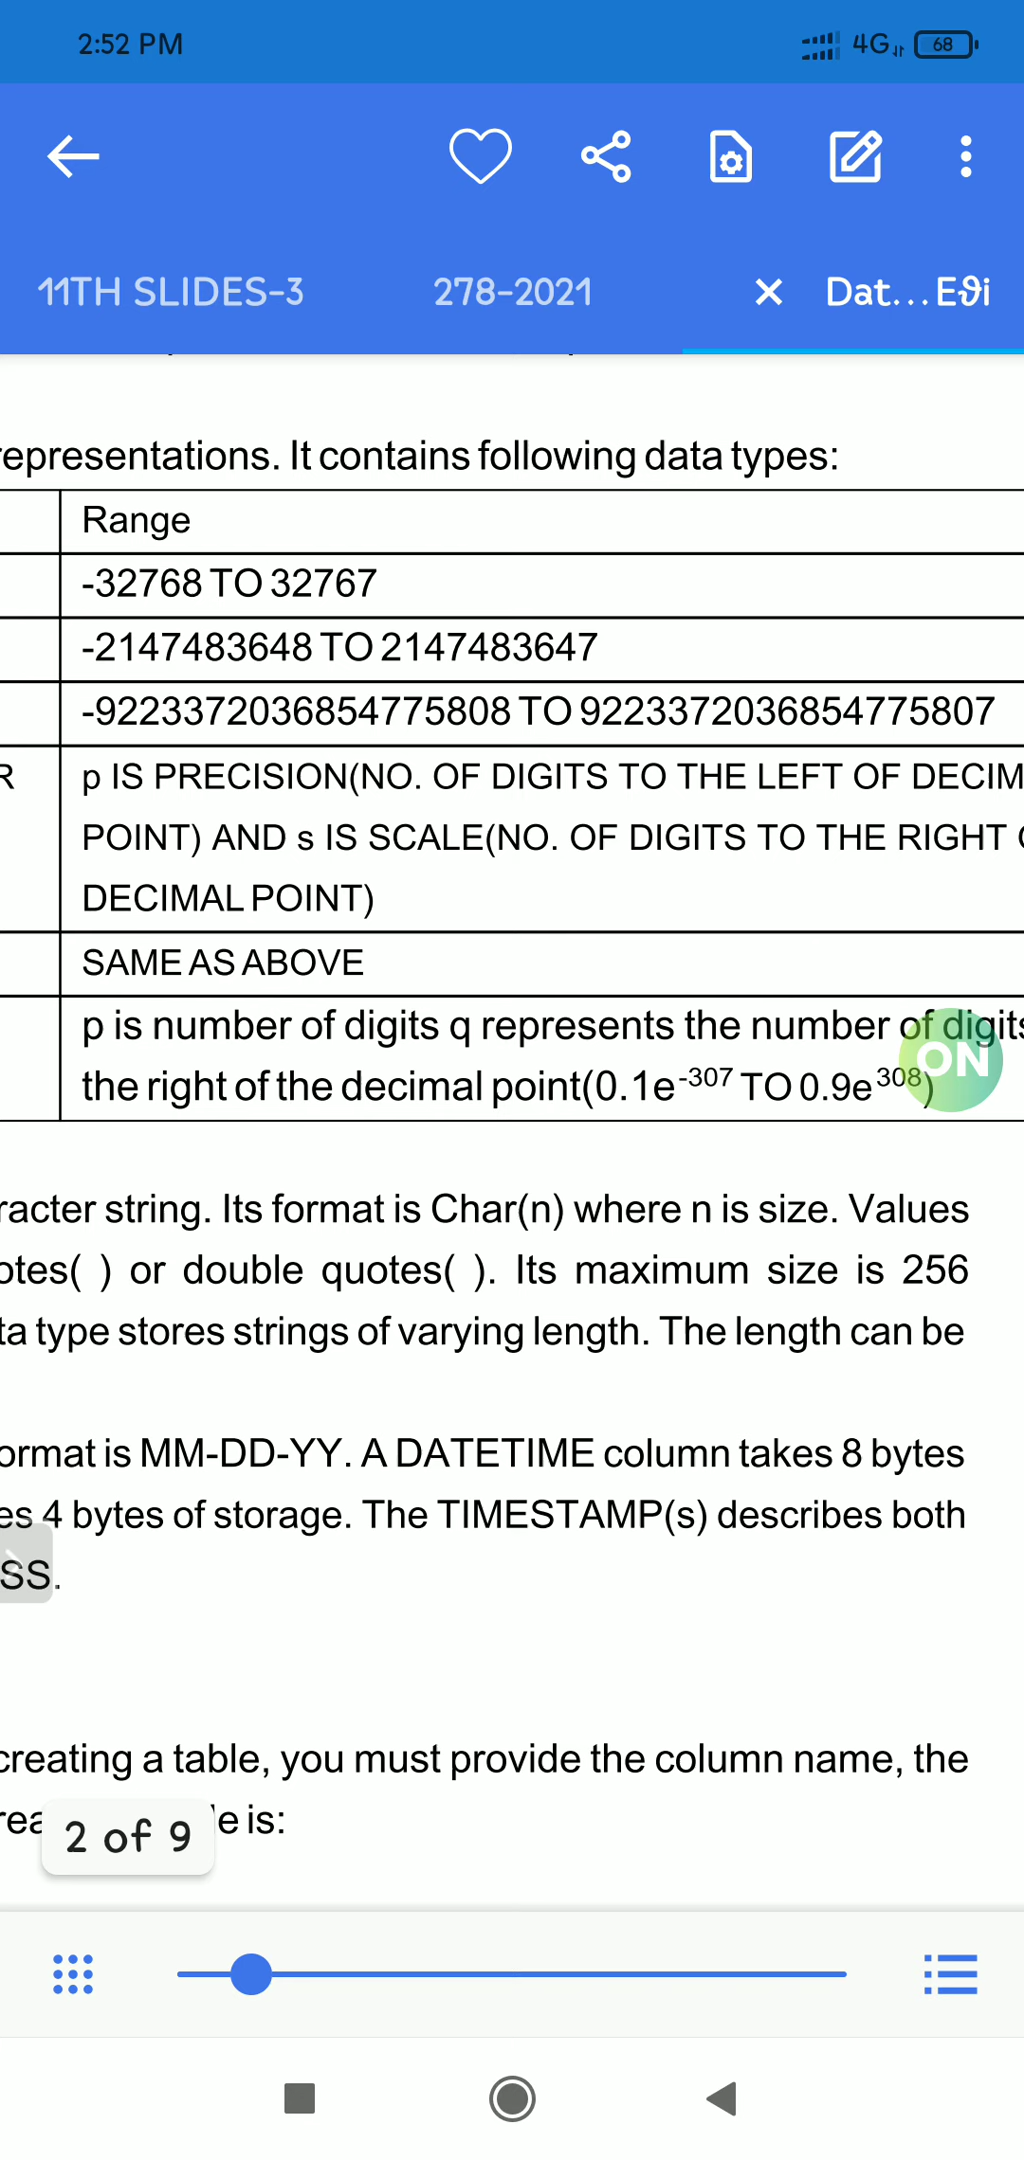 2:52 PM 4G 68
11TH SLIDES-3 278-2021 Dat...Eϑi
epresentations. It contains following data types:
Range
-32768 TO 32767
-2147483648 TO 2147483647
-9223372036854775808 TO 9223372036854775807
R p IS PRECISION(NO. OF DIGITS TO THE LEFT OF DECIM
POINT) AND s IS SCALE(NO. OF DIGITS TO THE RIGHT
DECIMAL POINT)
SAME AS ABOVE
p is number of digits q represents the number of digits
ON
the right of the decimal point(0.1e-307 TO 0.9e308)
racter string. Its format is Char(n) where n is size. Values
otes( ) or double quotes( ). Its maximum size is 256
ta type stores strings of varying length. The length can be
ormat is MM-DD-YY. A DATETIME column takes 8 bytes
es 4 bytes of storage. The TIMESTAMP(s) describes both
SS.
creating a table, you must provide the column name, the
rea e is:
2 of 9